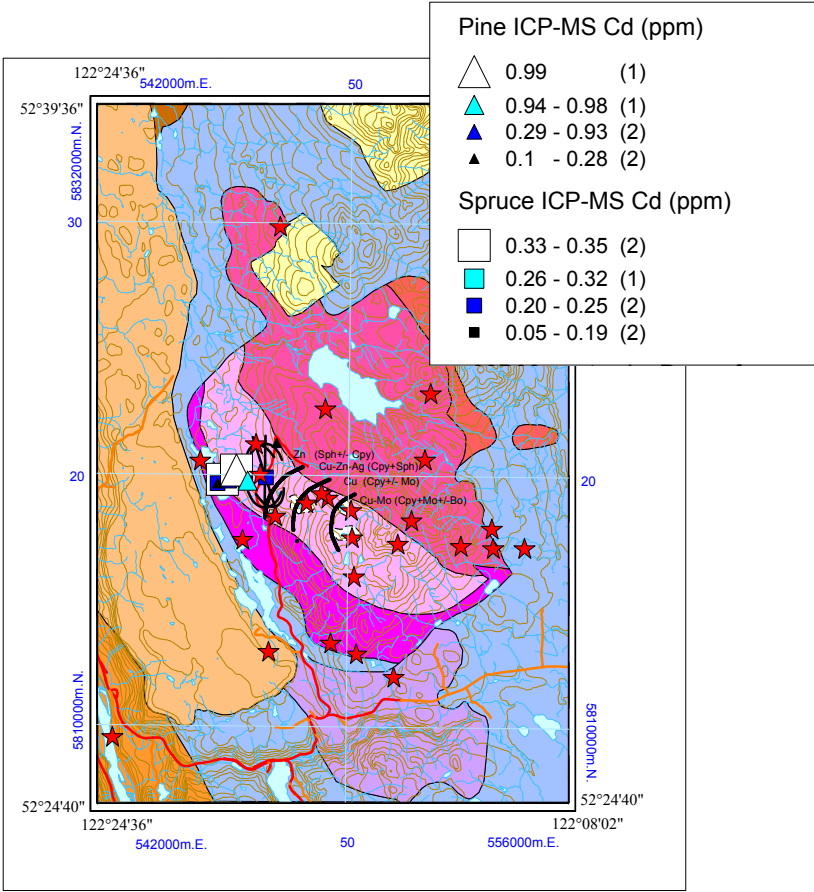 Pine ICP-MS Cd (ppm)
0.99 (1)
0.94 - 0.98 (1)
0.29 - 0.93 (2)
0.1 - 0.28 (2)
Spruce ICP-MS Cd (ppm)
0.33 - 0.35 (2)
0.26 - 0.32 (1)
0.20 - 0.25 (2)
0.05 - 0.19 (2)
122°24'36"
542000m.E.
50
52°39'36"
5832000m.N.
30
Zn (Sph+/- Cpy)
Cu-Zn-Ag (Cpy+Sph)
Cu (Cpy+/- Mo)
Cu-Mo (Cpy+Mo+/-Bo)
20
20
5810000m.N.
5810000m.N.
52°24'40"
52°24'40"
122°24'36"
122°08'02"
542000m.E.
50
556000m.E.